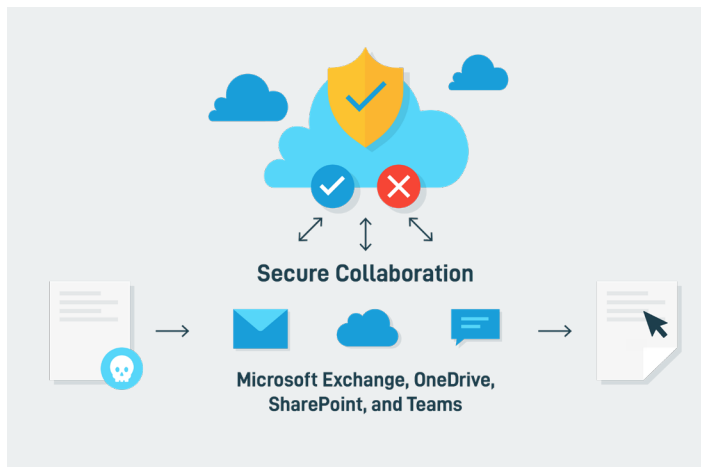 Secure Collaboration
Microsoft Exchange, OneDrive,
SharePoint, and Teams